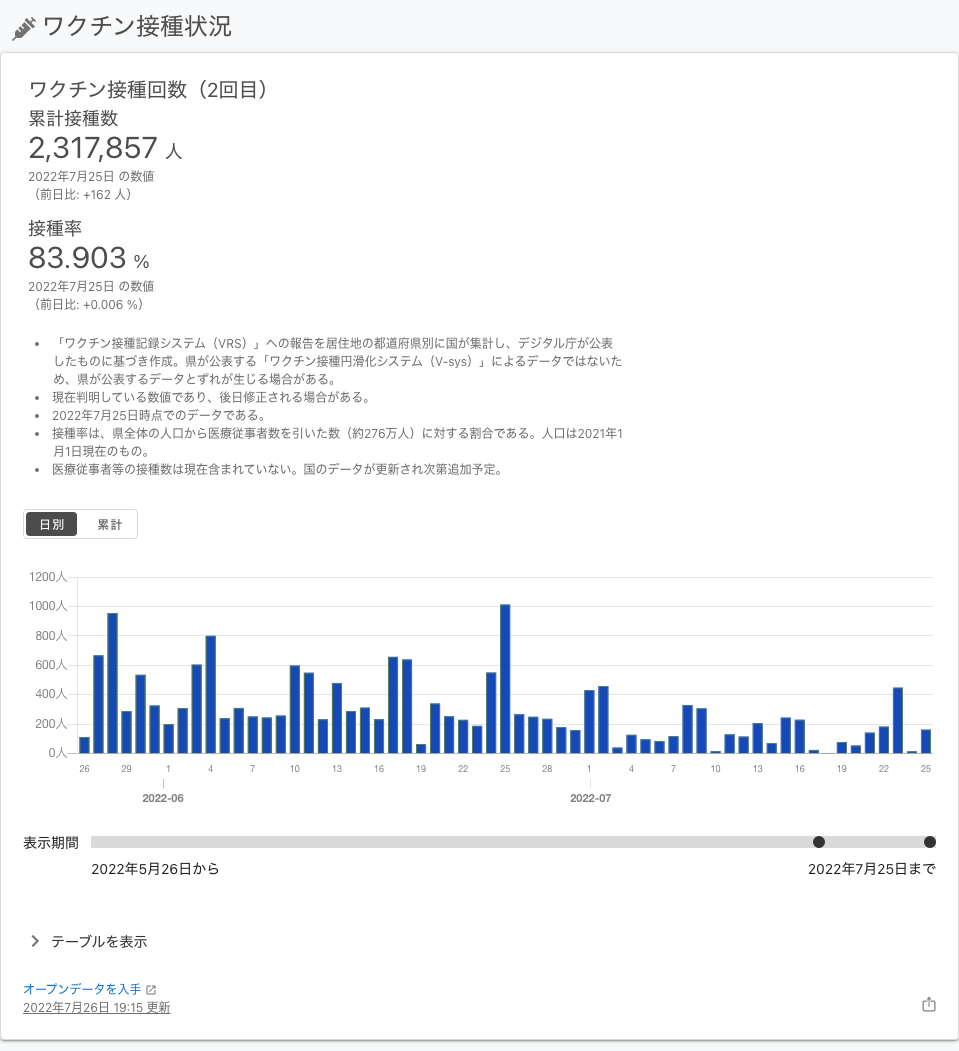 ワクチン接種状況
ワクチン接種回数（2回目）
累計接種数
2,317,857 人
2022年7月25日 の数値
（前日比: +162 人）
接種率
83.903 %
2022年7月25日 の数値
（前日比: +0.006 %）
• 「ワクチン接種記録システム（VRS）」への報告を居住地の都道府県別に国が集計し、デジタル庁が公表
したものに基づき作成。県が公表する「ワクチン接種円滑化システム（V-sys）」によるデータではないた
め、県が公表するデータとずれが生じる場合がある。
• 現在判明している数値であり、後日修正される場合がある。
• 2022年7月25日時点でのデータである。
• 接種率は、県全体の人口から医療従事者数を引いた数（約276万人）に対する割合である。人口は2021年1
月1日現在のもの。
• 医療従事者等の接種数は現在含まれていない。国のデータが更新され次第追加予定。
日別 累計
1200人
1000人
800人
600人
400人
200人
0人
26 29 1 4 7 10 13 16 19 22 25 28 1 4 7 10 13 16 19 22 25
2022-06 2022-07
表示期間
2022年5月26日から 2022年7月25日まで
テーブルを表示
オープンデータを入手
2022年7月26日 19:15 更新